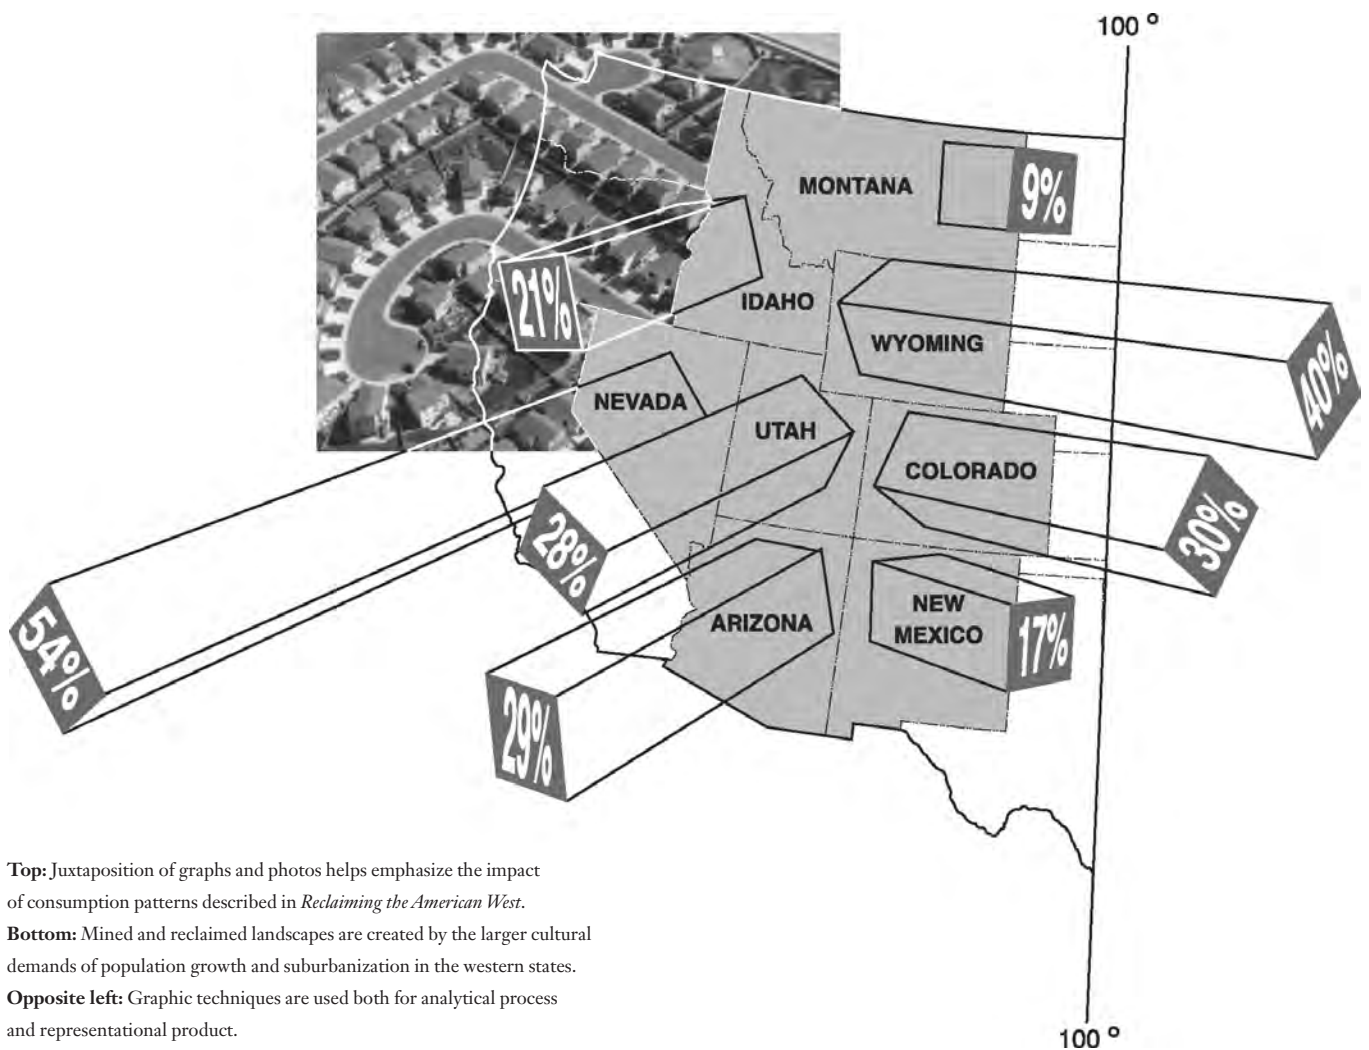 100 °
MONTANA
9%
21%
IDAHO
WYOMING
40%
NEVADA
UTAH
COLORADO
28%
30%
54%
ARIZONA
NEW
MEXICO
17%
29%
Top: Juxtaposition of graphs and photos helps emphasize the impact
of consumption patterns described in Reclaiming the American West.
Bottom: Mined and reclaimed landscapes are created by the larger cultural
demands of population growth and suburbanization in the western states.
Opposite left: Graphic techniques are used both for analytical process
and representational product.
100 °